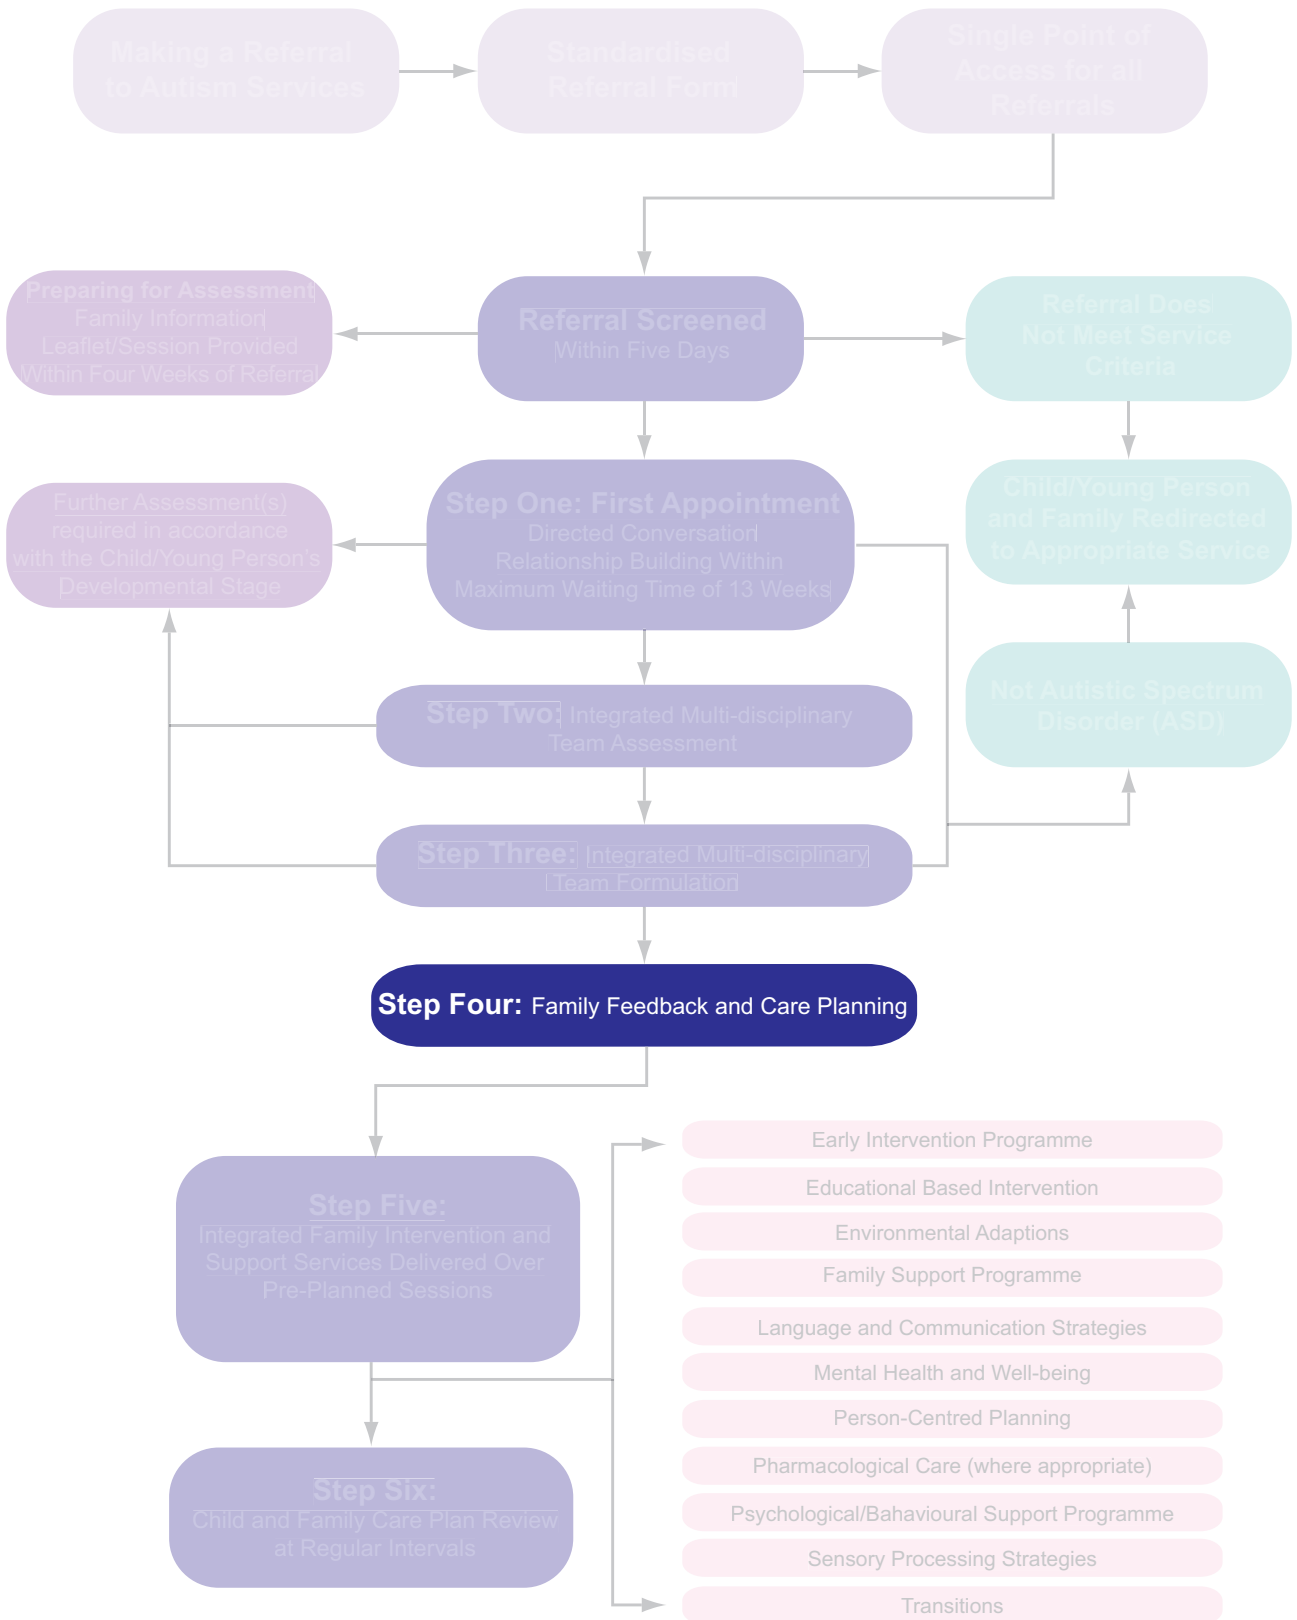 Making a Referral
to Autism Services
Standardised
Referral Form
Single Point of
Access for all
Referrals
Preparing for Assessment
Family Information
Leaflet/Session Provided
Within Four Weeks of Referral
Referral Screened
Within Five Days
Referral Does
Not Meet Service
Criteria
Further Assessment(s)
required in accordance
with the Child/Young Person's
Developmental Stage
Step One: First Appointment
Directed Conversation
Relationship Building Within
Maximum Waiting Time of 13 Weeks
Child/Young Person
and Family Redirected
to Appropriate Service
Step Two: Integrated Multi-disciplinary
Team Assessment
Not Autistic Spectrum
Disorder (ASD)
Step Three: Integrated Multi-disciplinary
Team Formulation
Step Four: Family Feedback and Care Planning
Step Five:
Integrated Family Intervention and
Support Services Delivered Over
Pre-Planned Sessions
Step Six:
Child and Family Care Plan Review
at Regular Intervals
Early Intervention Programme
Educational Based Intervention
Environmental Adaptions
Family Support Programme
Language and Communication Strategies
Mental Health and Well-being
Person-Centred Planning
Pharmacological Care (where appropriate)
Psychological/Bahavioural Support Programme
Sensory Processing Strategies
Transitions